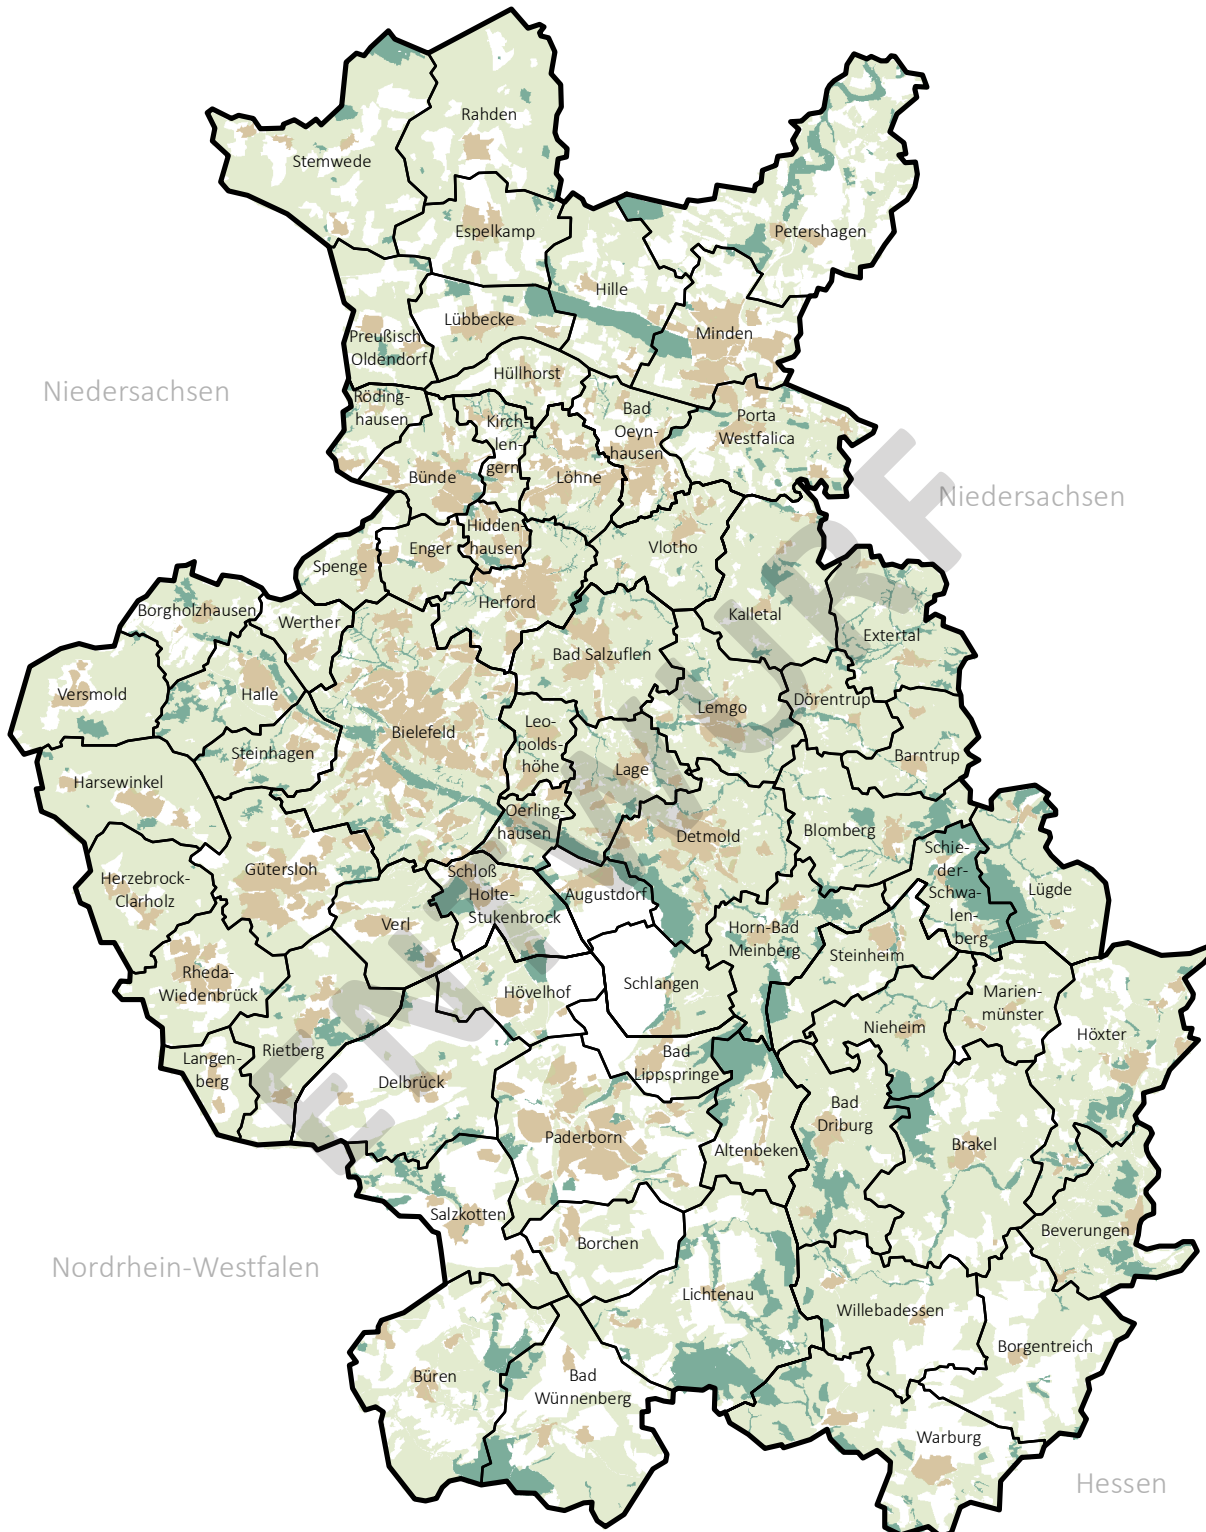 Rahden
Stemwede
Espelkamp
Petershagen
Hille
Lübbecke
Minden
Preußisch
Oldendorf
Hüllhorst
Niedersachsen
Röding-
hausen
Kirch-
len-
gern
Bad
Oeyn-
hausen
Porta
Westfalica
Bünde
Löhne
Niedersachsen
Hidden-
hausen
Enger
Vlotho
Spenge
Herford
Borgholzhausen
Werther
Kalletal
Extertal
Bad Salzuflen
Versmold
Halle
Lemgo
Dörentrup
Bielefeld
Leo-
polds-
höhe
Steinhagen
Barntrup
Lage
Harsewinkel
Oerling-
hausen
Detmold
Blomberg
Schie-
der-
Schwa-
len-
berg
Gütersloh
Schloß
Holte-
Stukenbrock
Augustdorf
Lügde
Herzebrock-
Clarholz
Verl
Horn-Bad
Meinberg
Steinheim
Rheda-
Wiedenbrück
Hövelhof
Schlangen
Marien-
münster
Nieheim
Höxter
Rietberg
Langen-
berg
Bad
Lippspringe
Delbrück
Bad
Driburg
Paderborn
Altenbeken
Brakel
Salzkotten
Beverungen
Borchen
Nordrhein-Westfalen
Lichtenau
Willebadessen
Borgentreich
Büren
Bad
Wünnenberg
Warburg
Hessen
ENTWURF